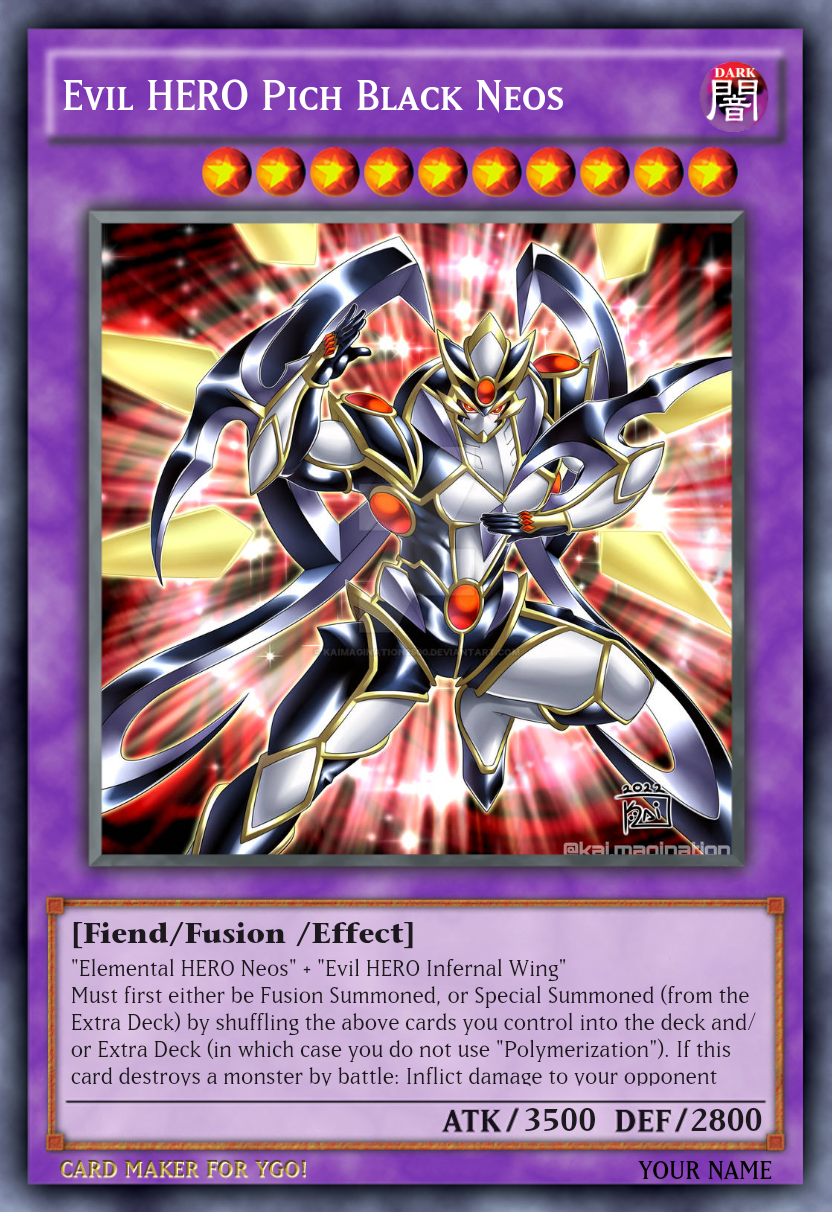 Evil HERO Pich Black Neos
DARK
闇
KAIMAGINATION2600.DEVIANTART.COM
2022
KAI
@kai.magination
[Fiend/Fusion /Effect]
"Elemental HERO Neos" + "Evil HERO Infernal Wing"
Must first either be Fusion Summoned, or Special Summoned (from the
Extra Deck) by shuffling the above cards you control into the deck and/
or Extra Deck (in which case you do not use "Polymerization"). If this
card destroys a monster by battle: Inflict damage to your opponent
ATK/3500 DEF/2800
CARD MAKER FOR YGO!
YOUR NAME